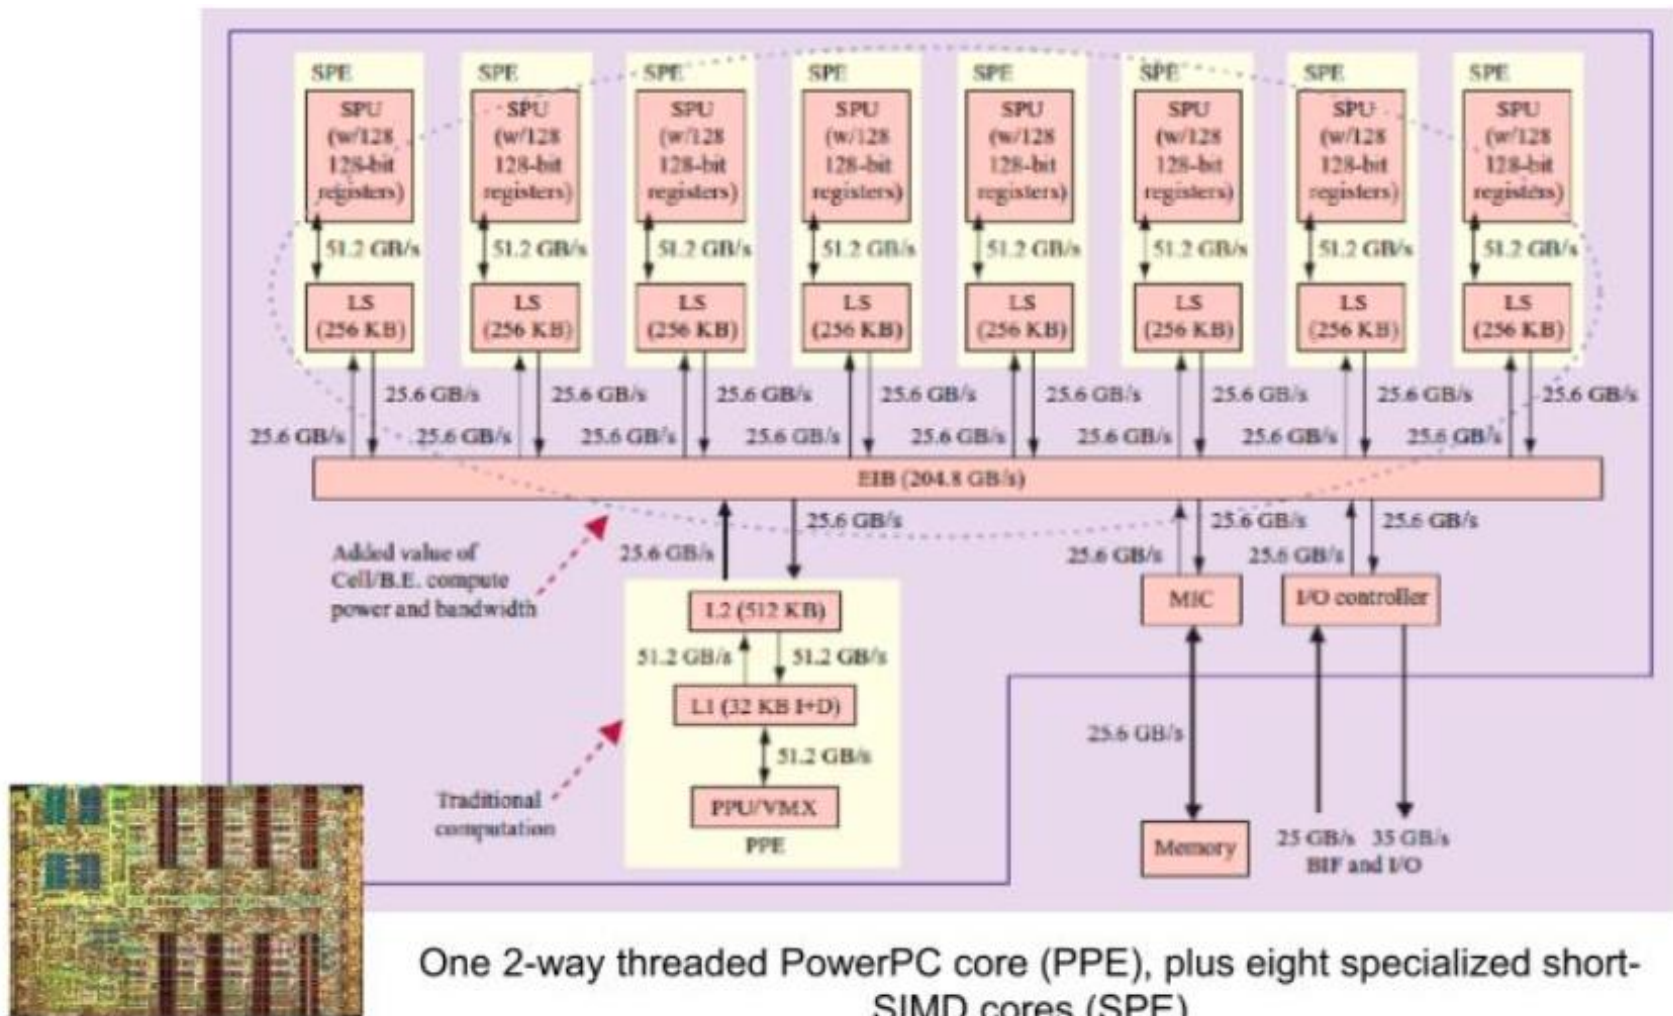 SPE SPE SPE SPE SPE SPE SPE SPE
SPU SPU SPU SPU SPU SPU SPU SPU
(w/128 (w/128 (w/128 (w/128 (w/128 (w/128 (w/128 (w/128
128-bit 128-bit 128-bit 128-bit 128-bit 128-bit 128-bit 128-bit
registers) registers) registers) registers) registers) registers) registers) registers)
51.2 GB/s 51.2 GB/s 51.2 GB/s 51.2 GB/s 51.2 GB/s 51.2 GB/s 51.2 GB/s 51.2 GB/s
LS LS LS LS LS LS LS LS
(256 KB) (256 KB) (256 KB) (256 KB) (256 KB) (256 KB) (256 KB) (256 KB)
25.6 GB/s 25.6 GB/s 25.6 GB/s 25.6 GB/s 25.6 GB/s 25.6 GB/s 25.6 GB/s 25.6 GB/s
25.6 GB/s 25.6 GB/s 25.6 GB/s 25.6 GB/s 25.6 GB/s 25.6 GB/s 25.6 GB/s 25.6 GB/s
EIB (204.8 GB/s)
25.6 GB/s 25.6 GB/s 25.6 GB/s
25.6 GB/s 25.6 GB/s 25.6 GB/s
Added value of
Cell/B.E. compute
power and bandwidth
L2 (512 KB)
MIC
I/O controller
51.2 GB/s 51.2 GB/s
L1 (32 KB I+D)
51.2 GB/s
25.6 GB/s
Traditional
computation
PPU/VMX
PPE
Memory
25 GB/s 35 GB/s
BIF and I/O
One 2-way threaded PowerPC core (PPE), plus eight specialized short-
SIMD cores (SPE)